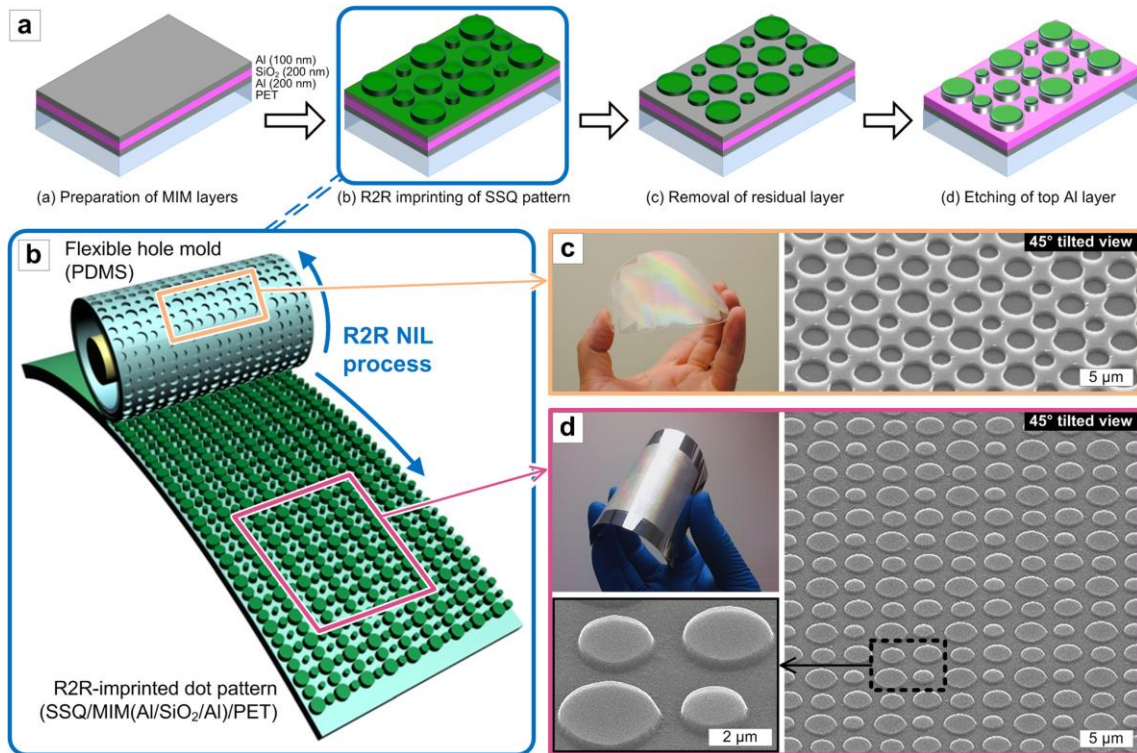 a
Al (100 nm)
SiO₂ (200 nm)
Al (200 nm)
PET
(a) Preparation of MIM layers
(b) R2R imprinting of SSQ pattern
(c) Removal of residual layer
(d) Etching of top Al layer
b
Flexible hole mold
(PDMS)
R2R NIL
process
R2R-imprinted dot pattern
(SSQ/MIM(Al/SiO₂/Al)/PET)
c
45° tilted view
5 µm
d
45° tilted view
2 µm
5 µm